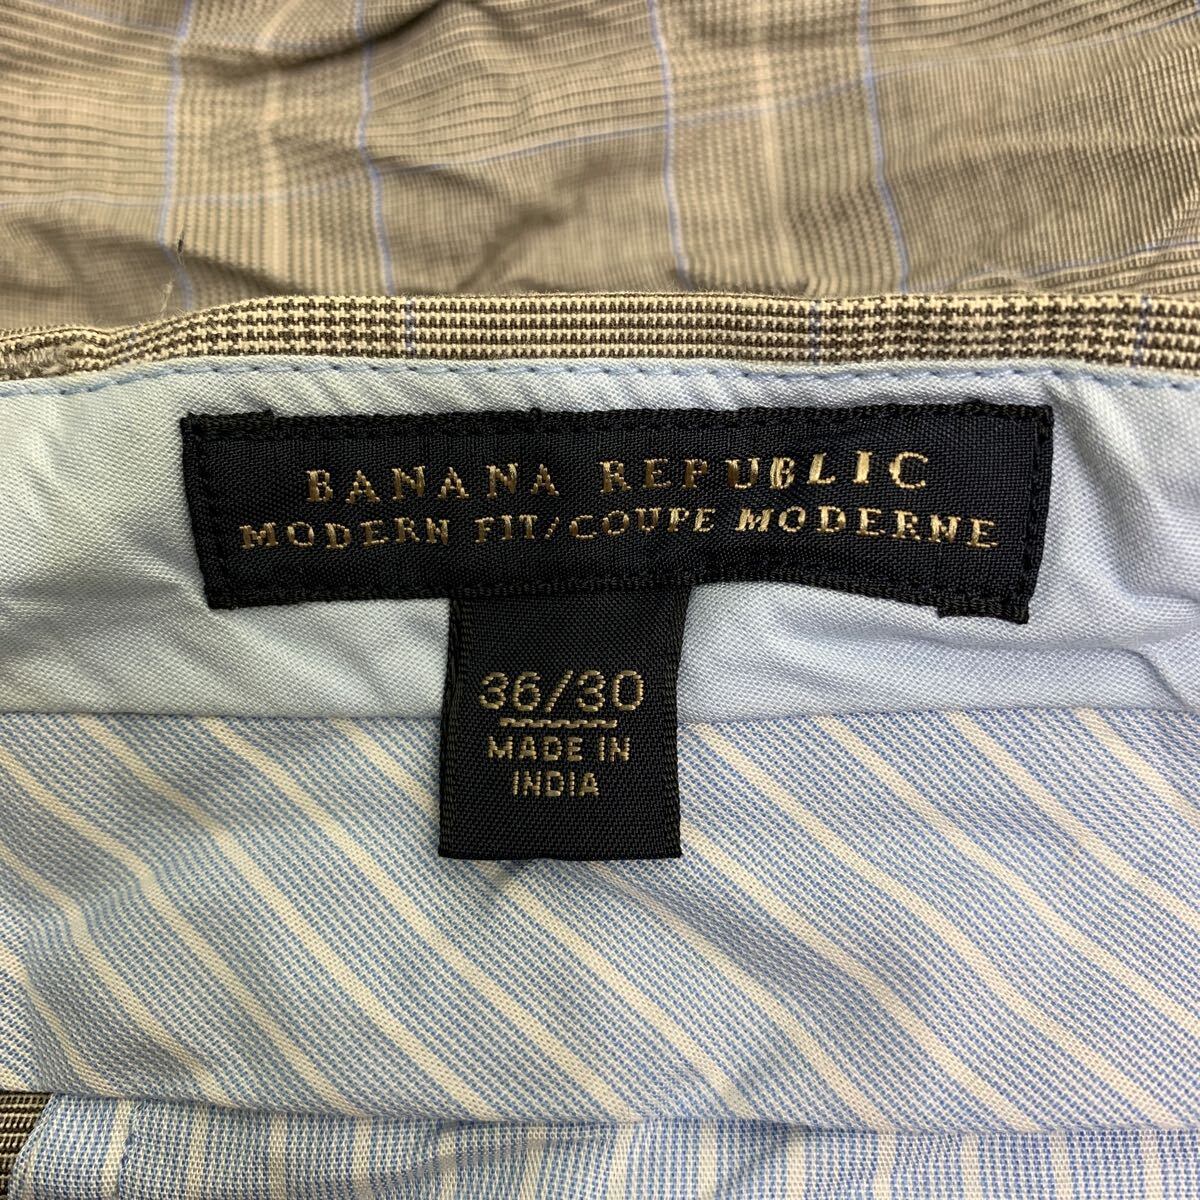 BANANA REPUBLIC
MODERN FIT/COUPE MODERNE
36/30
MADE IN
INDIA